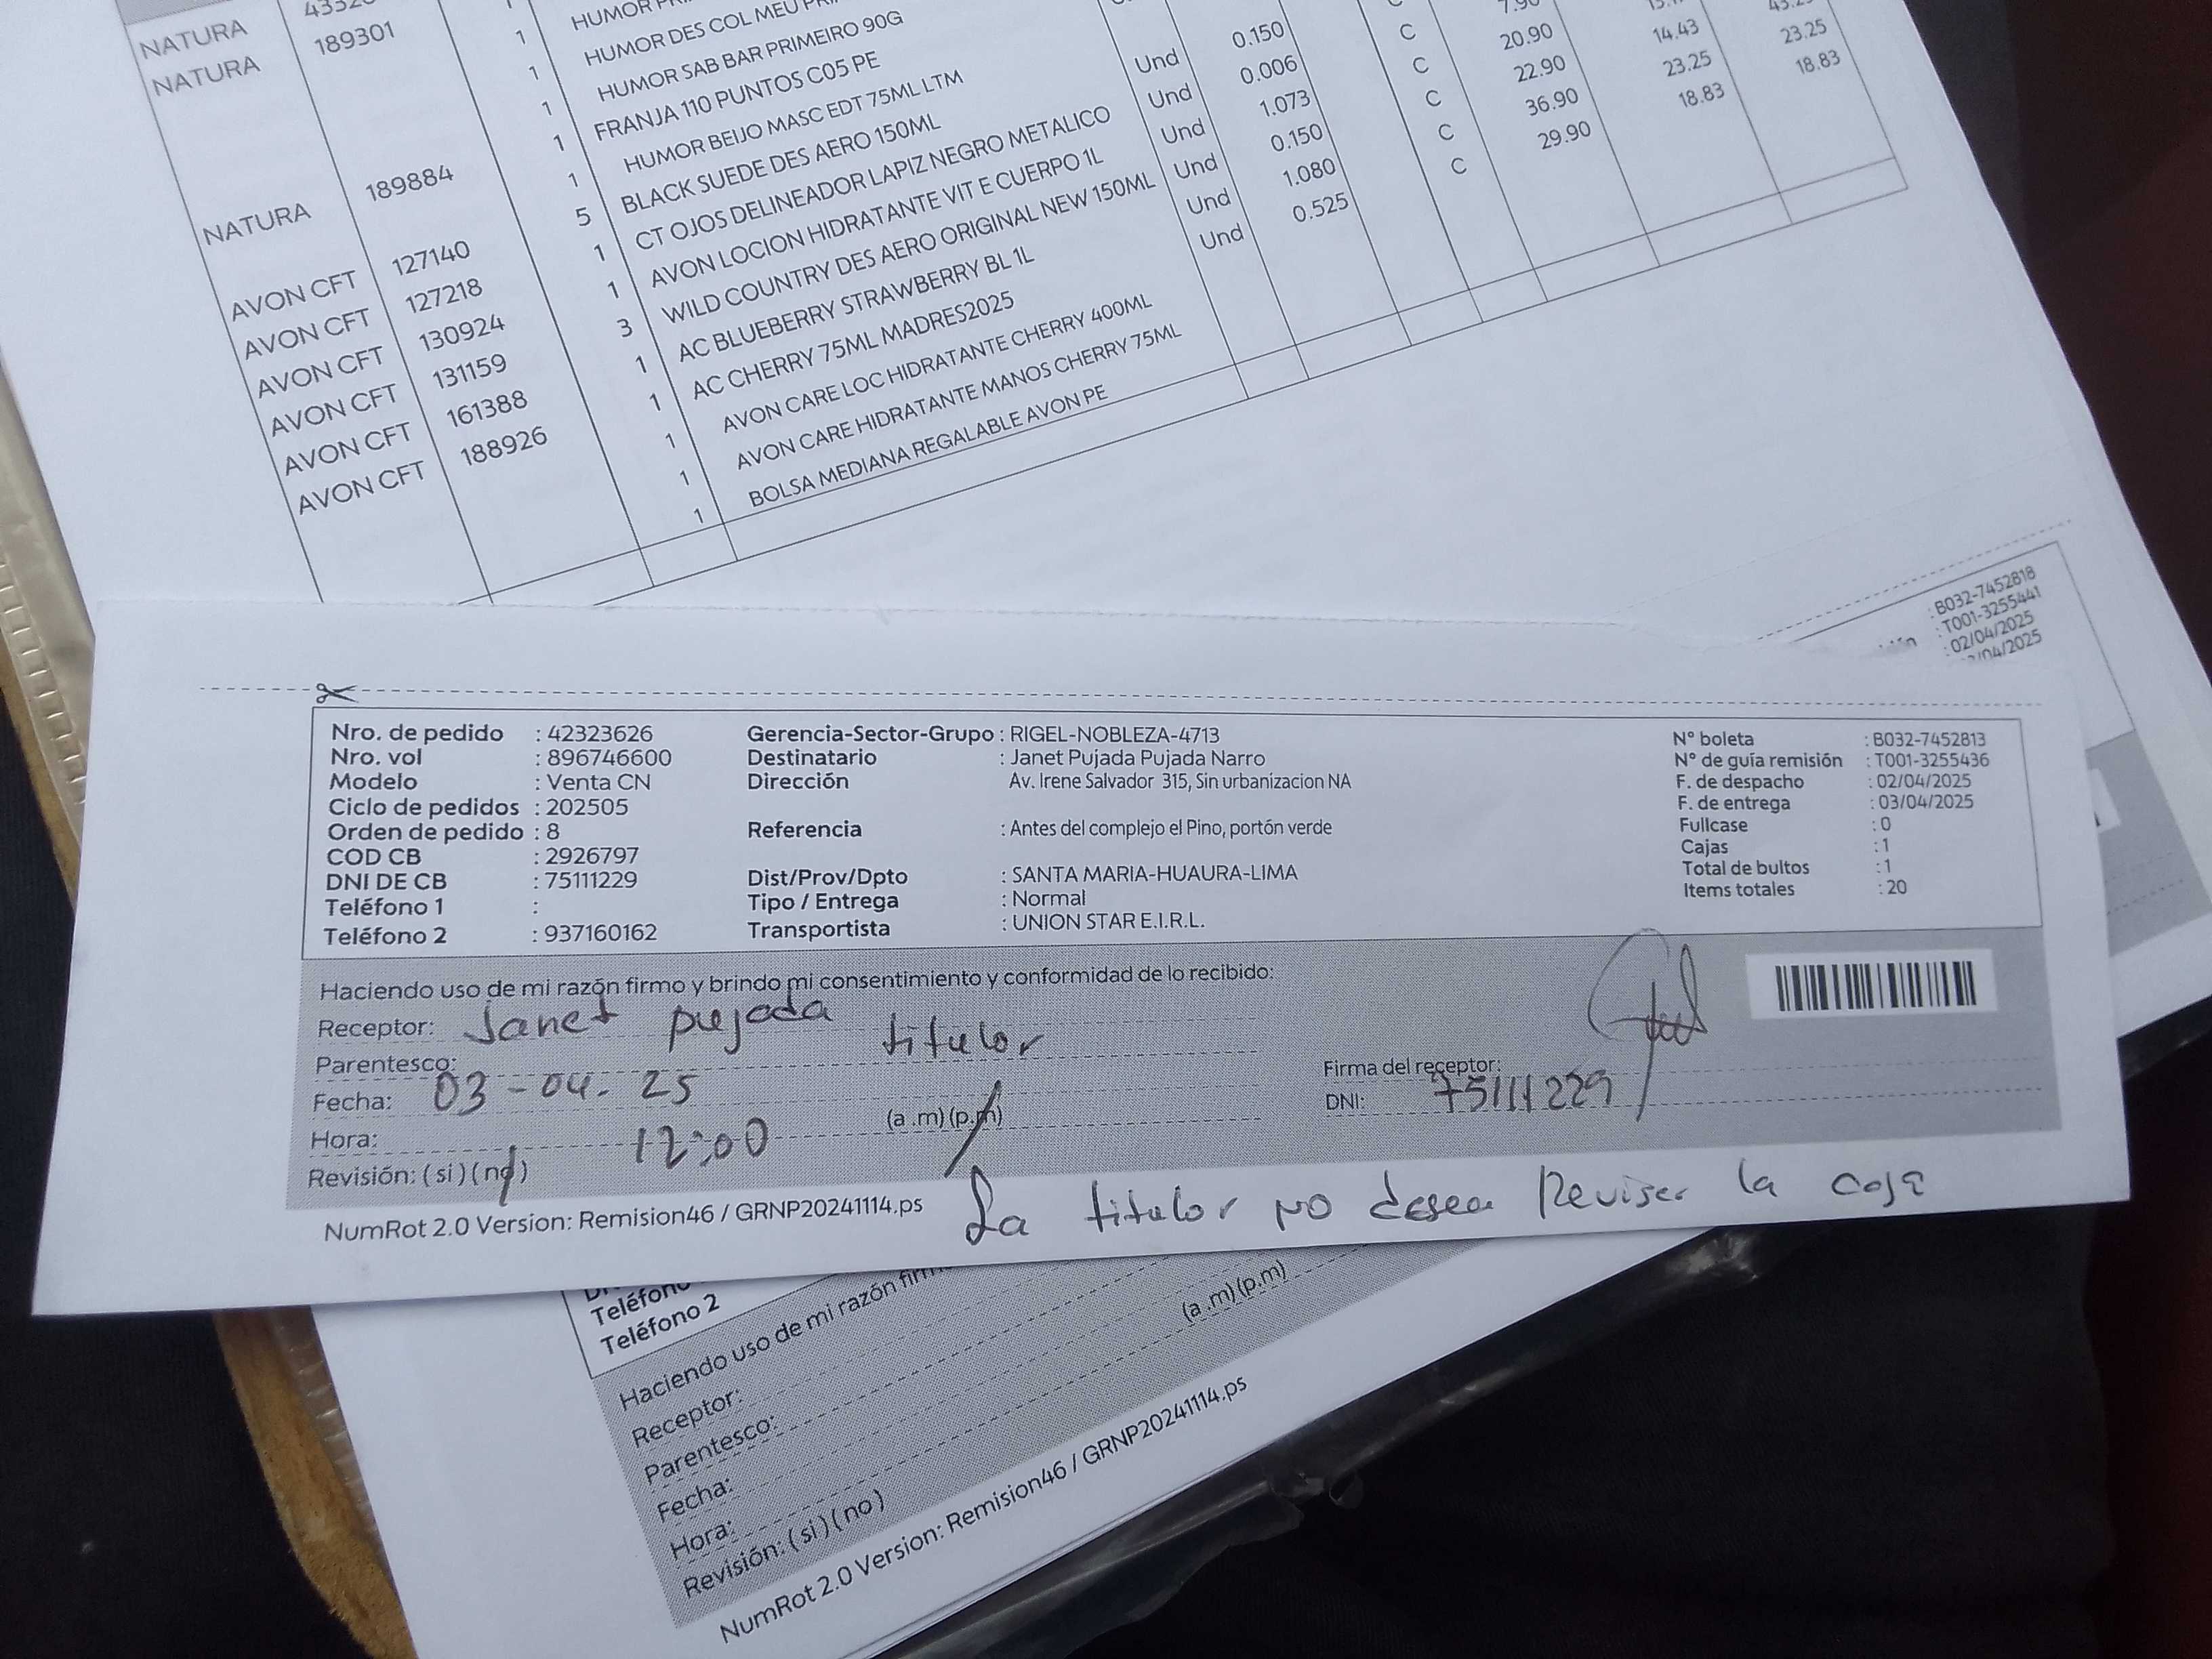 NATURA
NATURA 189301 1 HUMOR DES COL MEU
1 HUMOR SAB BAR PRIMEIRO 90G
1 FRANJA 110 PUNTOS C05 PE
NATURA 189884 1 HUMOR BEIJO MASC EDT 75ML LTM
1 BLACK SUEDE DES AERO 150ML
AVON CFT 127140 5 CT OJOS DELINEADOR LAPIZ NEGRO METALICO
AVON CFT 127218 1 AVON LOCION HIDRATANTE VIT E CUERPO 1L
AVON CFT 130924 1 WILD COUNTRY DES AERO ORIGINAL NEW 150ML
AVON CFT 131159 3 AC BLUEBERRY STRAWBERRY BL 1L
AVON CFT 161388 1 AC CHERRY 75ML MADRES2025
AVON CFT 188926 1 AVON CARE LOC HIDRATANTE CHERRY 400ML
1 AVON CARE HIDRATANTE MANOS CHERRY 75ML
1 BOLSA MEDIANA REGALABLE AVON PE
1
Und 0.150 C 20.90 14.43 23.25
Und 0.006 C 22.90 23.25 18.83
Und 1.073 C 36.90 18.83
Und 0.150 C 29.90
Und 1.080 C
Und 0.525
: B032-7452818
: T001-3255441
: 02/04/2025
/04/2025
Nro. de pedido : 42323626 Gerencia-Sector-Grupo : RIGEL-NOBLEZA-4713 N° boleta : B032-7452813
Nro. vol : 896746600 Destinatario : Janet Pujada Pujada Narro N° de guía remisión : T001-3255436
Modelo : Venta CN Dirección Av. Irene Salvador 315, Sin urbanizacion NA F. de despacho : 02/04/2025
Ciclo de pedidos : 202505 F. de entrega : 03/04/2025
Orden de pedido : 8 Referencia : Antes del complejo el Pino, portón verde Fullcase : 0
COD CB : 2926797 Cajas : 1
DNI DE CB : 75111229 Dist/Prov/Dpto : SANTA MARIA-HUAURA-LIMA Total de bultos : 1
Teléfono 1 : Tipo / Entrega : Normal Items totales : 20
Teléfono 2 : 937160162 Transportista : UNION STAR E.I.R.L.
Haciendo uso de mi razón firmo y brindo mi consentimiento y conformidad de lo recibido:
Receptor: Janet pujada
Parentesco: titular Firma del receptor:
Fecha: 03-04-25 DNI: 75111229
Hora: 12:00 (a .m) (p.m)
Revisión: ( si ) ( no )
NumRot 2.0 Version: Remision46 / GRNP20241114.ps La titular no desea Revisar la caja
Teléfono
Teléfono 2
Haciendo uso de mi razón
Receptor:
Parentesco:
Fecha:
Hora: (a .m) (p.m)
Revisión: ( si ) ( no )
NumRot 2.0 Version: Remision46 / GRNP20241114.ps